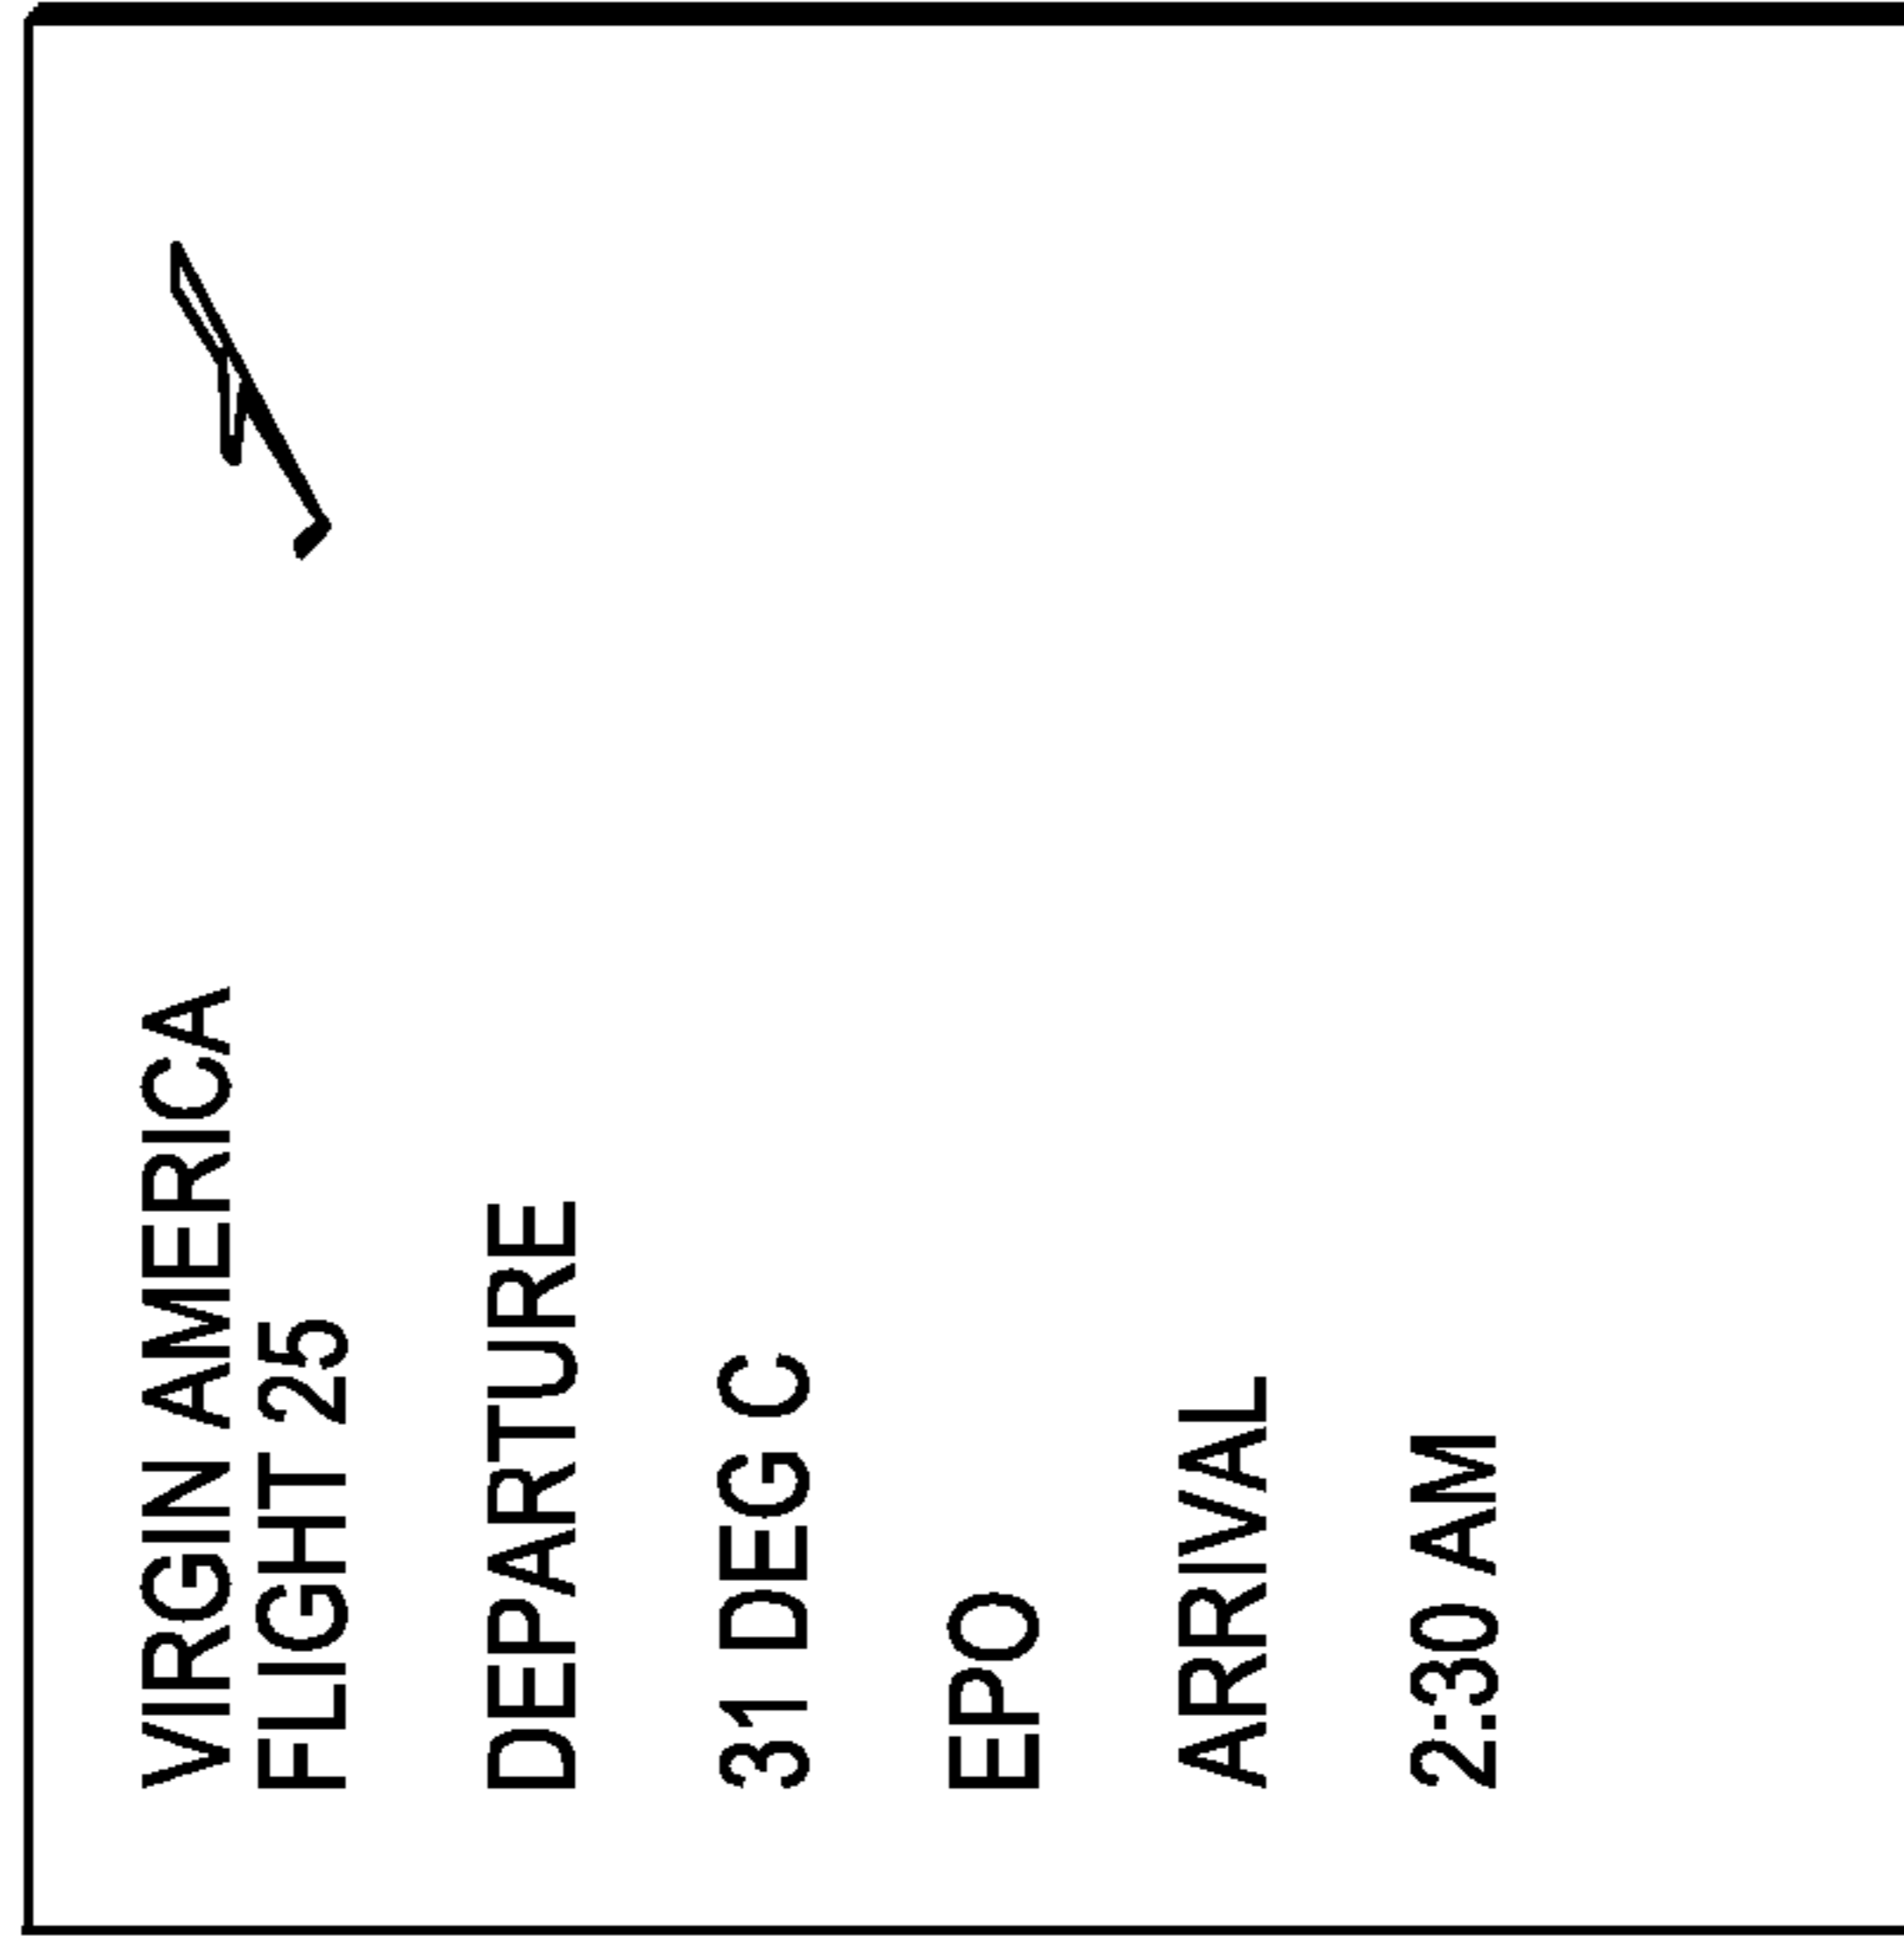 VIRGIN AMERICA
FLIGHT 25
DEPARTURE
31 DEG C
EPO
ARRIVAL
2:30 AM